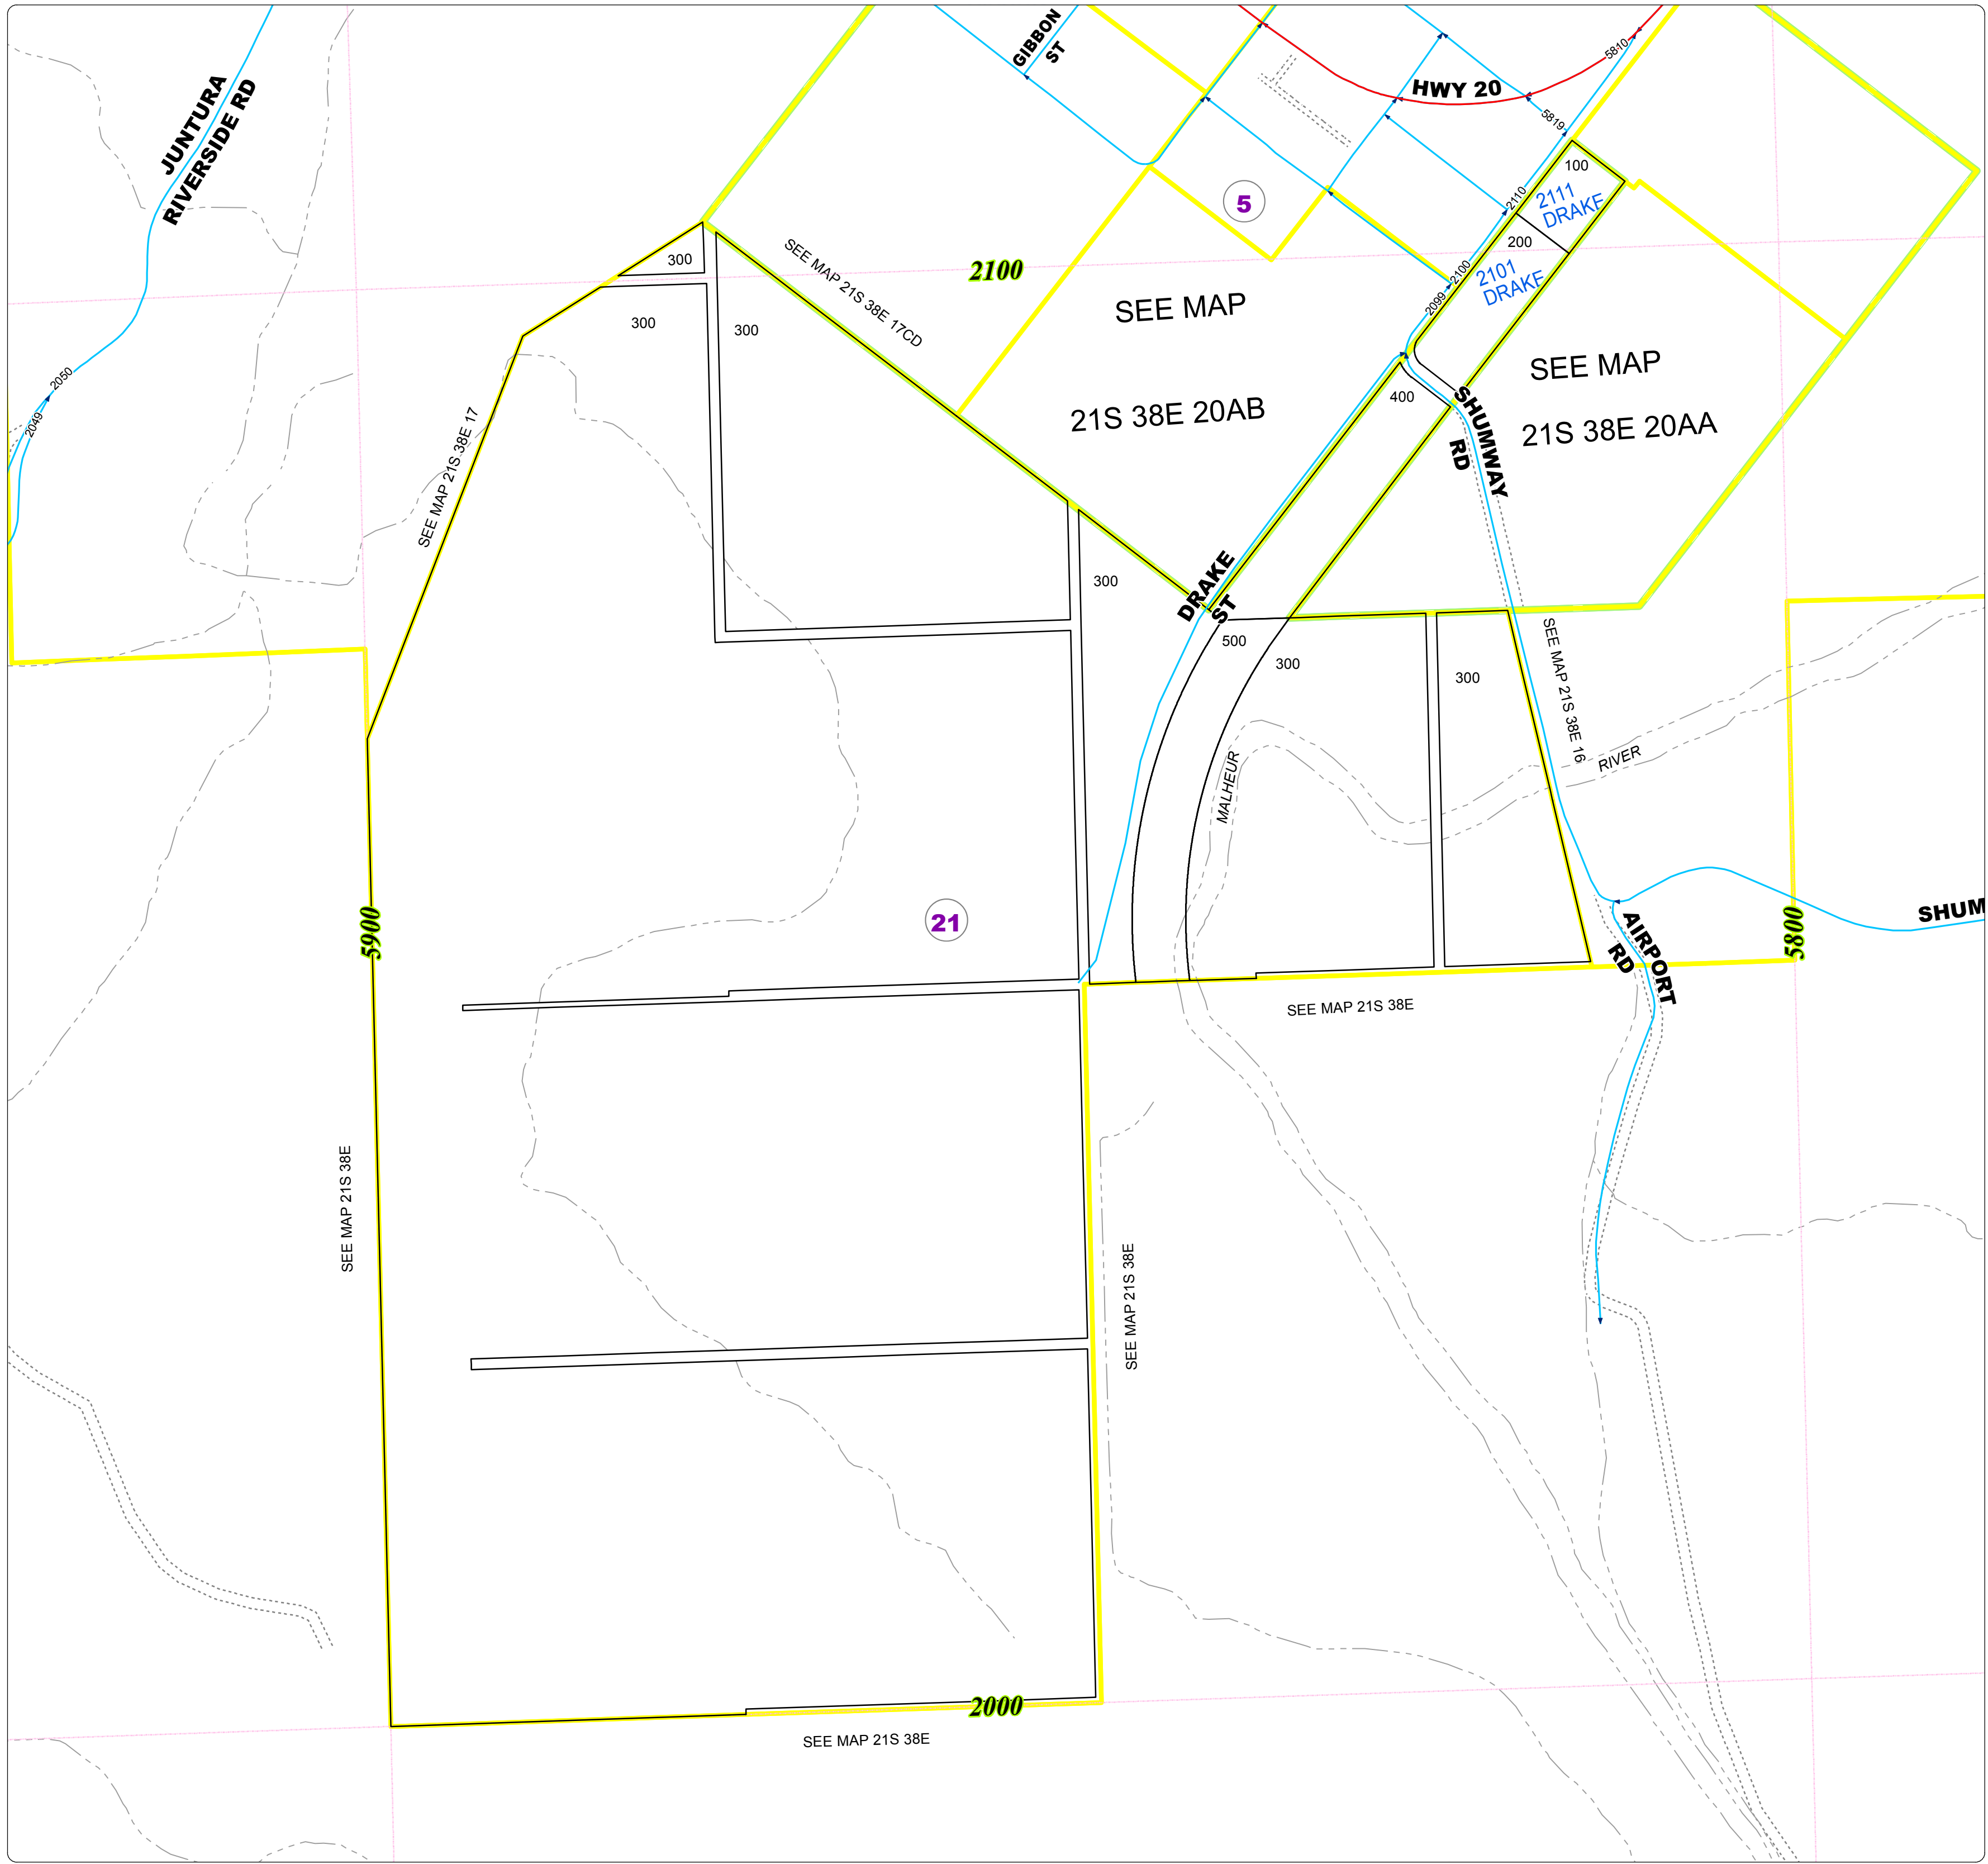 GIBBON
ST
HWY 20
5810
5819
JUNTURA
RIVERSIDE RD
2050
2049
5
2110
100
2111
DRAKE
200
2101
DRAKE
2100
2099
300
300
300
SEE MAP 21S 38E 17CD
2100
SEE MAP
21S 38E 20AB
SEE MAP
21S 38E 20AA
400
SHUMWAY
RD
SEE MAP 21S 38E 17
300
DRAKE
ST
500
300
300
SEE MAP 21S 38E 16
MALHEUR
RIVER
21
5900
5800
SHUM
AIRPORT
RD
SEE MAP 21S 38E
SEE MAP 21S 38E
SEE MAP 21S 38E
2000
SEE MAP 21S 38E